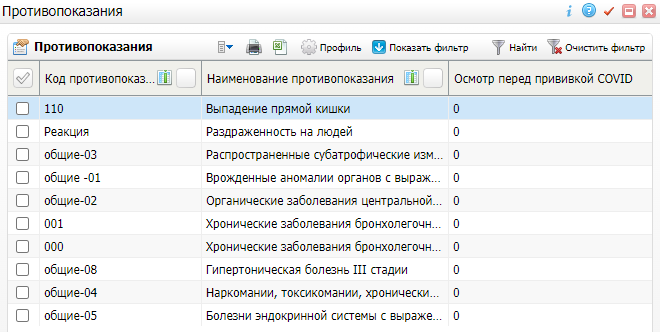 Противопоказания
Противопоказания Профиль Показать фильтр Найти Очистить фильтр
Код противопоказ... Наименование противопоказания Осмотр перед прививкой COVID
110 Выпадение прямой кишки 0
Реакция Раздраженность на людей 0
общие-03 Распространенные субатрофические изм... 0
общие -01 Врожденные аномалии органов с выраж... 0
общие-02 Органические заболевания центральной... 0
001 Хронические заболевания бронхолегочн... 0
000 Хронические заболевания бронхолегочн... 0
общие-08 Гипертоническая болезнь III стадии 0
общие-04 Наркомании, токсикомании, хронически... 0
общие-05 Болезни эндокринной системы с выраже... 0